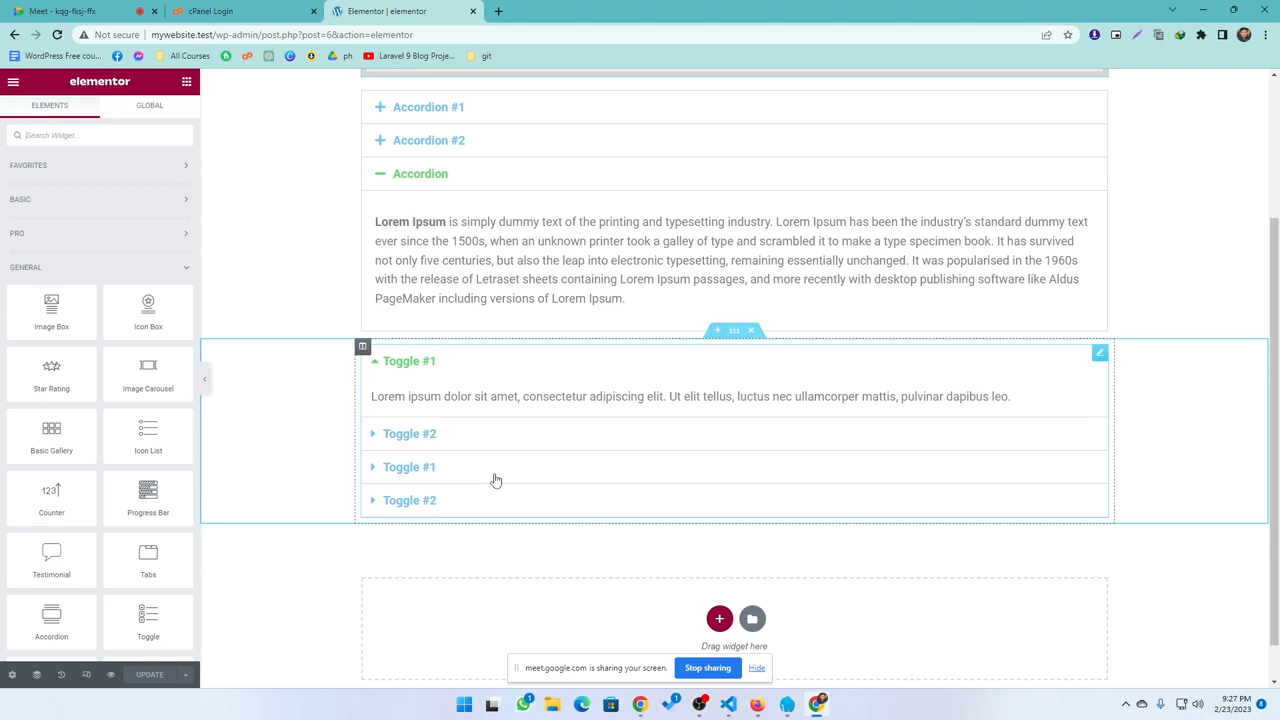 Meet - kqg-rksj-ffx
Panel Toggle
Elementor | elementor
Not secure
mywebsite.test/wp-admin/post.php?post=6&action=elementor
WordPress Free cou...
All Courses
ph
Laravel 9 Beginner Proje...
git
elementor
ELEMENTS
GLOBAL
Search Widget...
FAVORITES
BASIC
PRO
GENERAL
Image Box
Icon Box
Star Rating
Image Carousel
Basic Gallery
Icon List
Counter
Progress Bar
Testimonial
Tabs
Accordion
Toggle
UPDATE
Accordion #1
Accordion #2
Accordion
Lorem Ipsum is simply dummy text of the printing and typesetting industry. Lorem Ipsum has been the industry's standard dummy text
ever since the 1500s, when an unknown printer took a galley of type and scrambled it to make a type specimen book. It has survived
not only five centuries, but also the leap into electronic typesetting, remaining essentially unchanged. It was popularised in the 1960s
with the release of Letraset sheets containing Lorem Ipsum passages, and more recently with desktop publishing software like Aldus
PageMaker including versions of Lorem Ipsum.
Toggle #1
Lorem ipsum dolor sit amet, consectetur adipiscing elit. Ut elit tellus, luctus nec ullamcorper mattis, pulvinar dapibus leo.
Toggle #2
Toggle #1
Toggle #2
Drag widget here
meet.google.com is sharing your screen.
Stop sharing
Hide
9:27 PM
2/23/2023